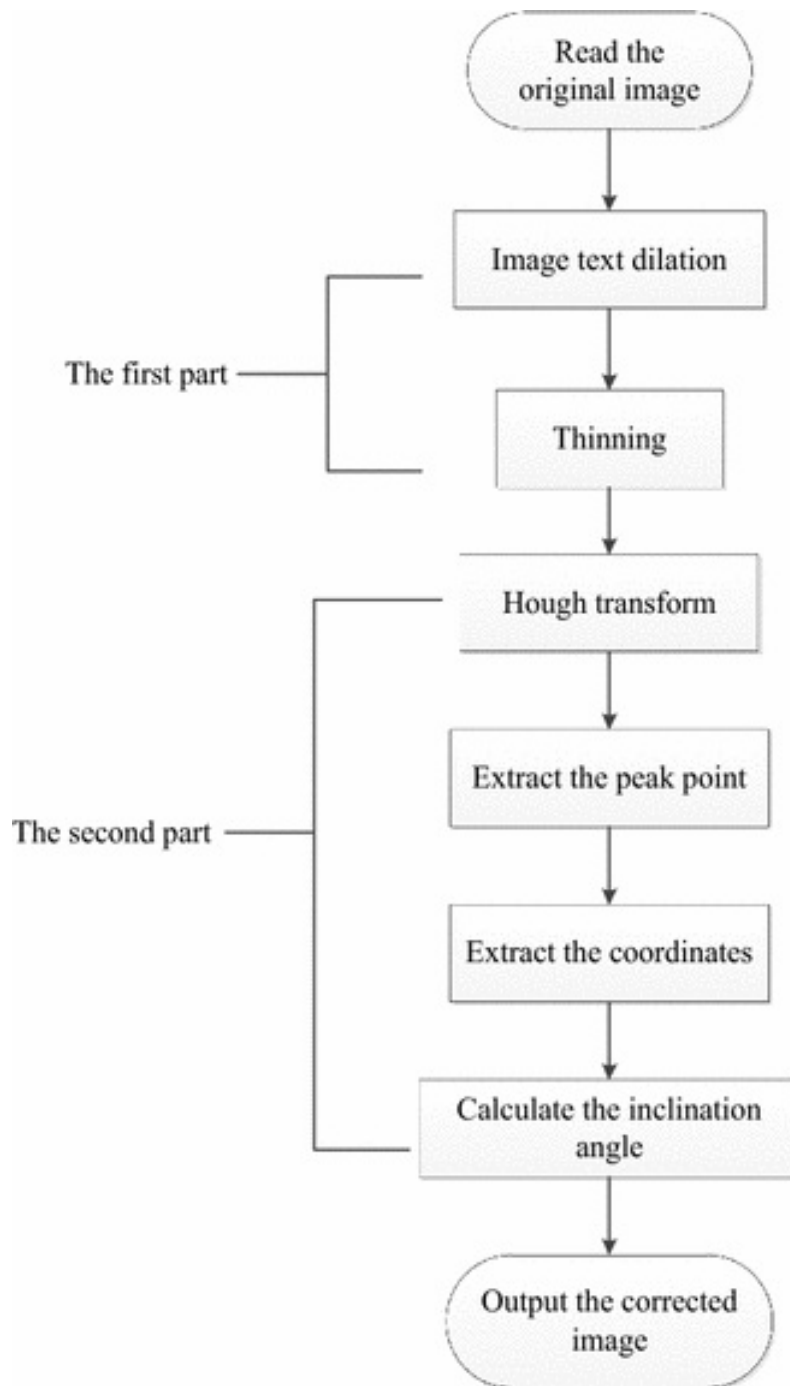 Read the
original image
Image text dilation
The first part
Thinning
Hough transform
Extract the peak point
The second part
Extract the coordinates
Calculate the inclination
angle
Output the corrected
image